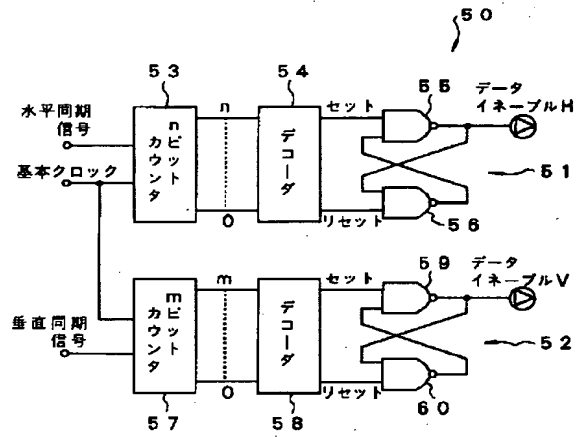 50
53
54
55
データ
イネーブルH
水平同期
信号
n
セット
nビット
カウンタ
デコーダ
基本クロック
51
0
リセット
56
59
データ
イネーブルV
m
セット
mビット
カウンタ
デコーダ
垂直同期
信号
52
0
リセット
60
57
58